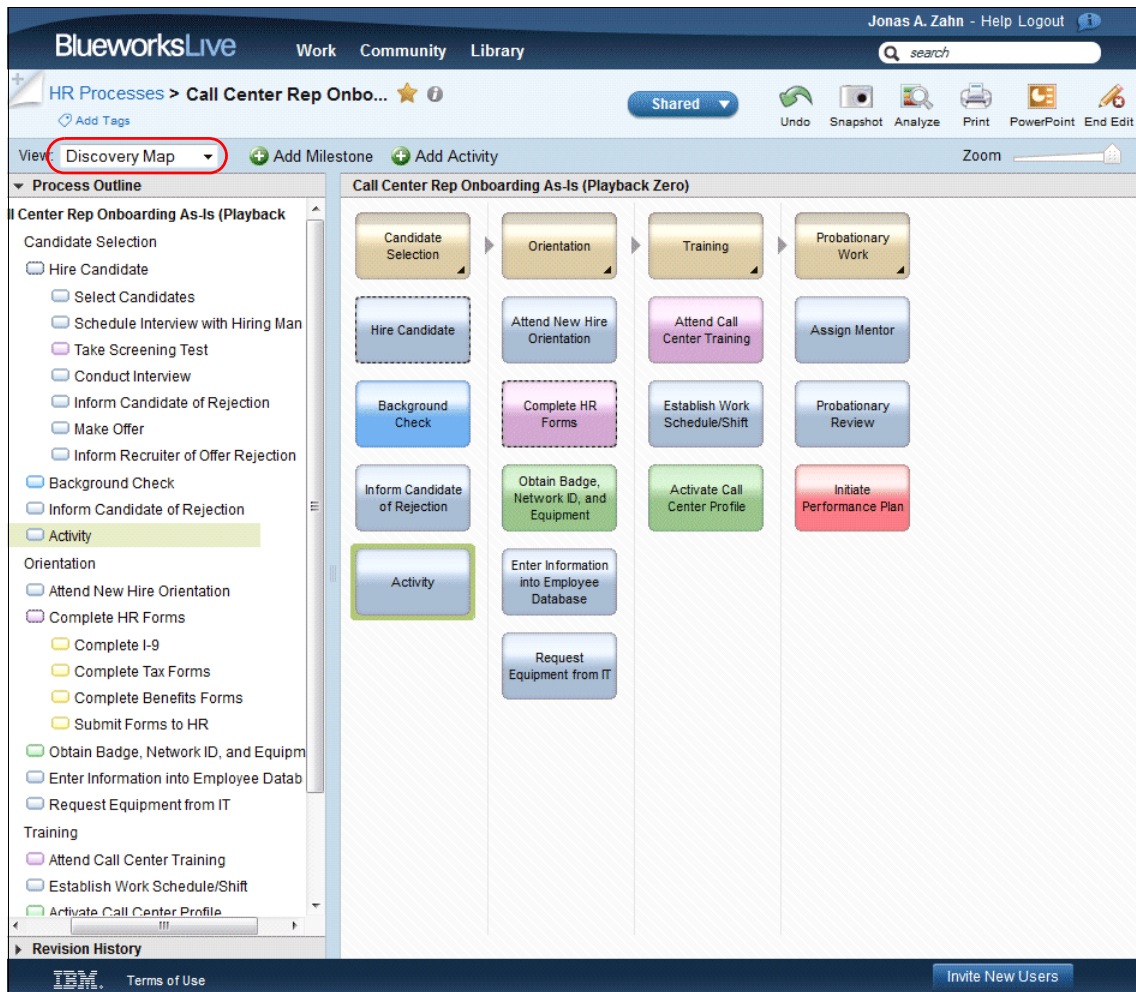 Jonas A. Zahn - Help Logout
BlueworksLive Work Community Library search
HR Processes > Call Center Rep Onbo...
Add Tags
Shared
Undo Snapshot Analyze Print PowerPoint End Edit
View: Discovery Map Add Milestone Add Activity Zoom
Process Outline
ll Center Rep Onboarding As-Is (Playback
Candidate Selection
Hire Candidate
Select Candidates
Schedule Interview with Hiring Man
Take Screening Test
Conduct Interview
Inform Candidate of Rejection
Make Offer
Inform Recruiter of Offer Rejection
Background Check
Inform Candidate of Rejection
Activity
Orientation
Attend New Hire Orientation
Complete HR Forms
Complete I-9
Complete Tax Forms
Complete Benefits Forms
Submit Forms to HR
Obtain Badge, Network ID, and Equipm
Enter Information into Employee Datab
Request Equipment from IT
Training
Attend Call Center Training
Establish Work Schedule/Shift
Activate Call Center Profile
Revision History
Call Center Rep Onboarding As-Is (Playback Zero)
Candidate
Selection
Orientation
Training
Probationary
Work
Hire Candidate
Attend New Hire
Orientation
Attend Call
Center Training
Assign Mentor
Background
Check
Complete HR
Forms
Establish Work
Schedule/Shift
Probationary
Review
Inform Candidate
of Rejection
Obtain Badge,
Network ID, and
Equipment
Activate Call
Center Profile
Initiate
Performance Plan
Activity
Enter Information
into Employee
Database
Request
Equipment from IT
IBM. Terms of Use
Invite New Users